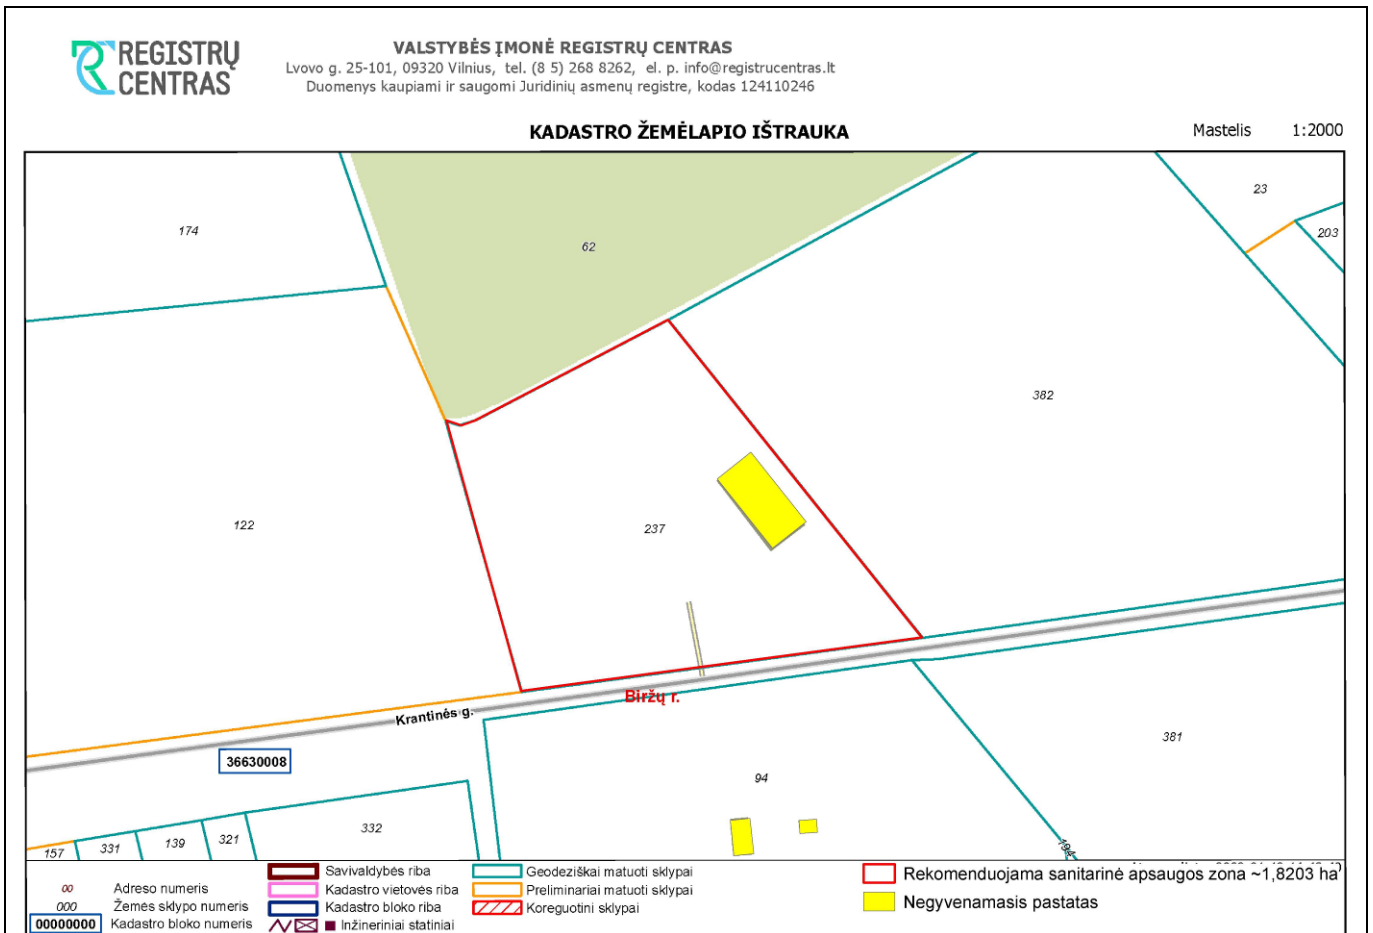 REGISTRŲ
CENTRAS
VALSTYBĖS ĮMONĖ REGISTRŲ CENTRAS
Lvovo g. 25-101, 09320 Vilnius, tel. (8 5) 268 8262, el. p. info@registrucentras.lt
Duomenys kaupiami ir saugomi Juridinių asmenų registre, kodas 124110246
KADASTRO ŽEMĖLAPIO IŠTRAUKA
Mastelis 1:2000
23
174
203
62
382
122
237
Biržų r.
Krantinės g.
381
36630008
94
332
321
139
331
157
194
Savivaldybės riba
Geodeziškai matuoti sklypai
Rekomenduojama sanitarinė apsaugos zona ~1,8203 ha
00 Adreso numeris
Kadastro vietovės riba
Preliminariai matuoti sklypai
Negyvenamasis pastatas
000 Žemės sklypo numeris
Kadastro bloko riba
Koreguotini sklypai
00000000 Kadastro bloko numeris
Inžineriniai statiniai